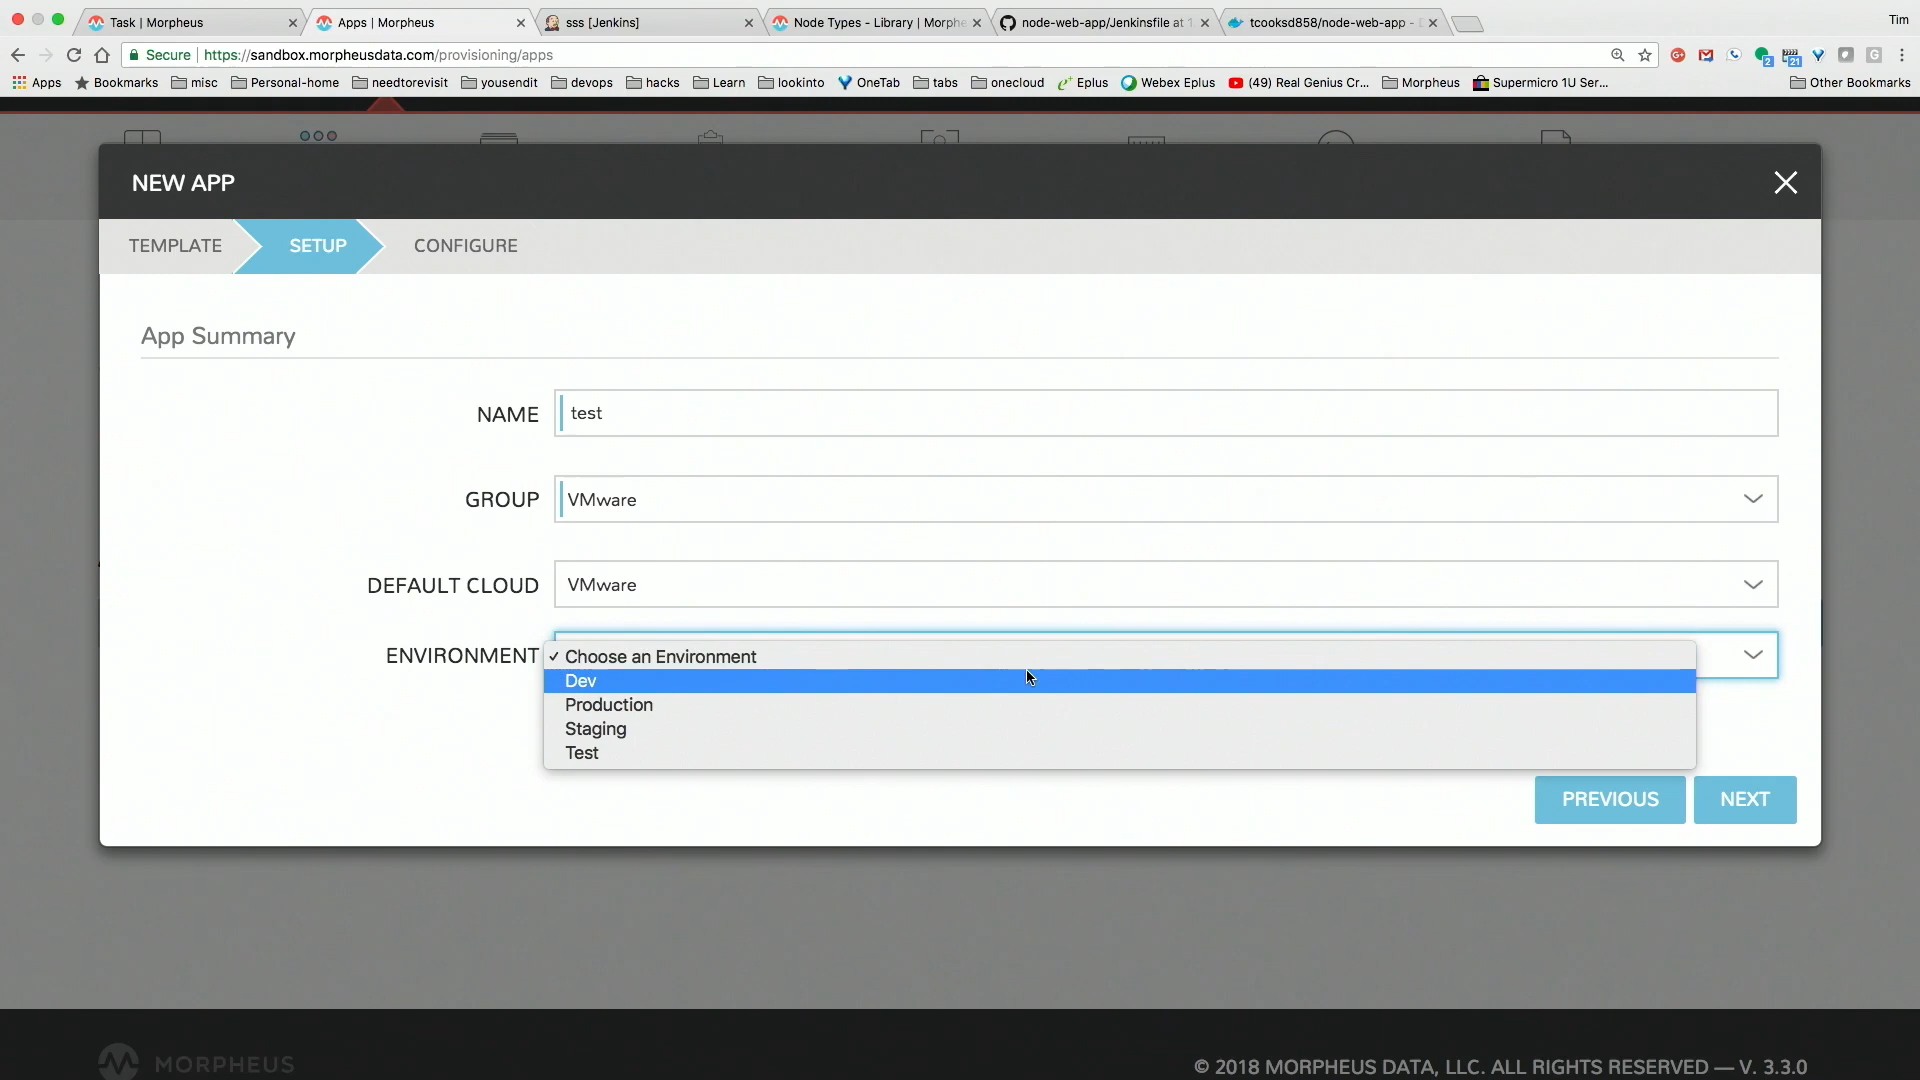 Task | Morpheus
Apps | Morpheus
sss [Jenkins]
Node Types - Library | Morphe
node-web-app/Jenkinsfile at 1
tcooksd858/node-web-app -
Tim
Secure
https://sandbox.morpheusdata.com/provisioning/apps
2
21
Apps
Bookmarks
misc
Personal-home
needtorevisit
yousendit
devops
hacks
Learn
lookinto
OneTab
tabs
onecloud
Eplus
Webex Eplus
(49) Real Genius Cr...
Morpheus
Supermicro 1U Ser...
Other Bookmarks
NEW APP
TEMPLATE
SETUP
CONFIGURE
App Summary
NAME
test
GROUP
VMware
DEFAULT CLOUD
VMware
ENVIRONMENT
✓ Choose an Environment
Dev
Production
Staging
Test
PREVIOUS
NEXT
MORPHEUS
© 2018 MORPHEUS DATA, LLC. ALL RIGHTS RESERVED — V. 3.3.0